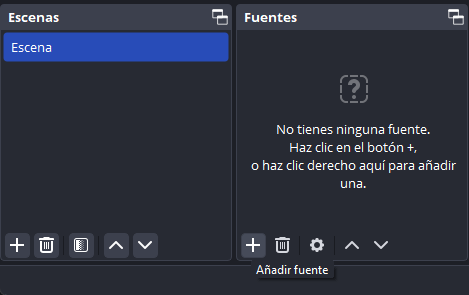 Escenas
Escena
Fuentes
No tienes ninguna fuente.
Haz clic en el botón +,
o haz clic derecho aquí para añadir
una.
Añadir fuente